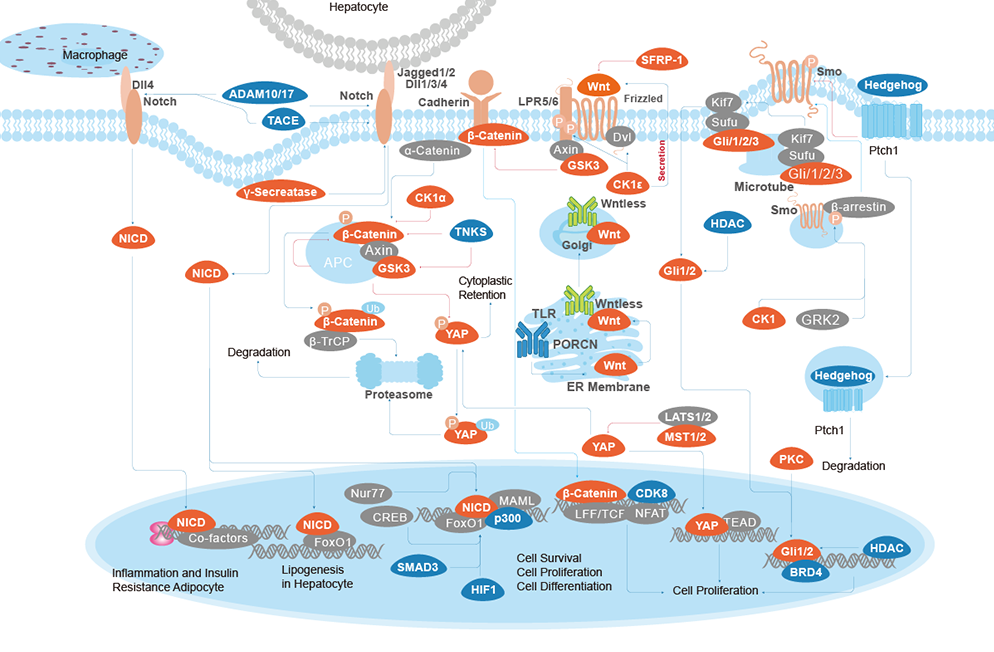 Hepatocyte
Macrophage
Dll4
Notch
ADAM10/17
TACE
Notch
Jagged1/2
Dll1/3/4
Cadherin
β-Catenin
α-Catenin
LPR5/6
SFRP-1
Wnt
Frizzled
P
P
Axin
Dvl
GSK3
CK1ε
Secretion
Kif7
Sufu
Gli/1/2/3
P
Smo
Hedgehog
Ptch1
Kif7
Sufu
Gli/1/2/3
Microtube
Smo
P
β-arrestin
γ-Secreatase
CK1α
P
β-Catenin
Axin
APC
GSK3
TNKS
Wntless
Wnt
Golgi
HDAC
Gli1/2
NICD
NICD
Cytoplastic
Retention
P
YAP
P
Ub
β-Catenin
β-TrCP
Degradation
Proteasome
Wntless
TLR
Wnt
PORCN
Wnt
ER Membrane
CK1
GRK2
Hedgehog
Ptch1
Degradation
P
Ub
YAP
YAP
LATS1/2
MST1/2
PKC
Nur77
CREB
NICD
MAML
FoxO1
p300
β-Catenin
CDK8
LFF/TCF
NFAT
YAP
TEAD
NICD
Co-factors
NICD
FoxO1
Gli1/2
BRD4
HDAC
SMAD3
HIF1
Inflammation and Insulin
Resistance Adipocyte
Lipogenesis
in Hepatocyte
Cell Survival
Cell Proliferation
Cell Differentiation
Cell Proliferation